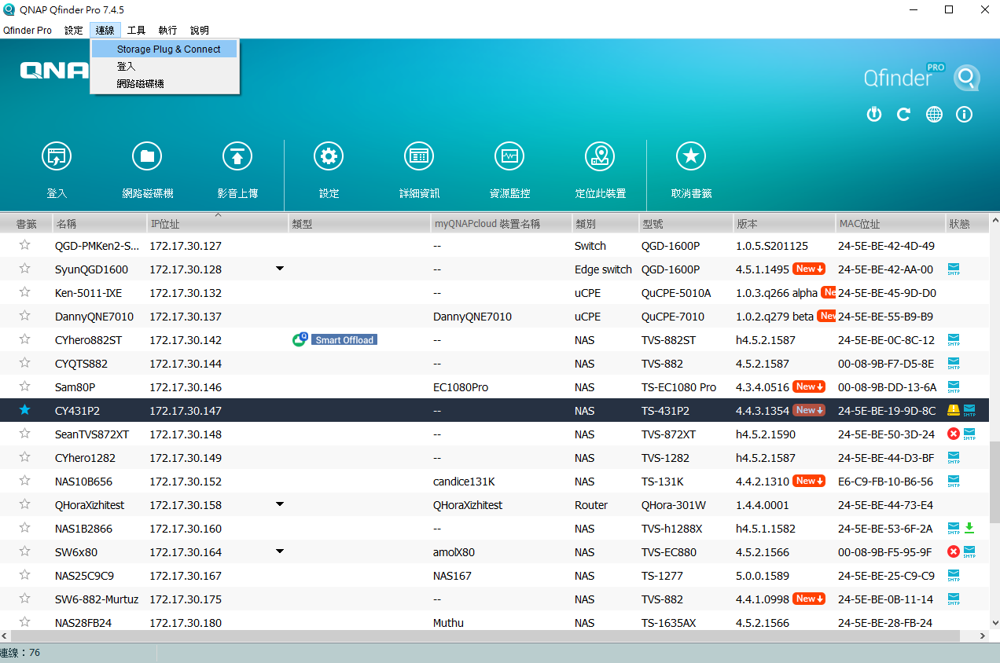 QNAP Qfinder Pro 7.4.5
Qfinder Pro 設定 連線 工具 執行 說明
Storage Plug & Connect
登入
網路磁碟機
QNA
Qfinder PRO
登入 網路磁碟機 影音上傳 設定 詳細資訊 資源監控 定位此裝置 取消書籤
書籤 名稱 IP位址 類型 myQNAPcloud 裝置名稱 類別 型號 版本 MAC位址 狀態
QGD-PMKen2-S... 172.17.30.127 -- Switch QGD-1600P 1.0.5.S201125 24-5E-BE-42-4D-49
SyunQGD1600 172.17.30.128 -- Edge switch QGD-1600P 4.5.1.1495 New 24-5E-BE-42-AA-00 SMTP
Ken-5011-IXE 172.17.30.132 -- uCPE QuCPE-5010A 1.0.3.q266 alpha Ne 24-5E-BE-45-9D-D0
DannyQNE7010 172.17.30.137 DannyQNE7010 uCPE QuCPE-7010 1.0.2.q279 beta New 24-5E-BE-55-B9-B9
CYhero882ST 172.17.30.142 Smart Offload -- NAS TVS-882ST h4.5.2.1587 24-5E-BE-0C-8C-12 SMTP
CYQTS882 172.17.30.144 -- NAS TVS-882 4.5.2.1587 00-08-9B-F7-D5-8E SMTP
Sam80P 172.17.30.146 EC1080Pro NAS TS-EC1080 Pro 4.3.4.0516 New 00-08-9B-DD-13-6A SMTP
CY431P2 172.17.30.147 -- NAS TS-431P2 4.4.3.1354 New 24-5E-BE-19-9D-8C SMTP
SeanTVS872XT 172.17.30.148 -- NAS TVS-872XT h4.5.2.1590 24-5E-BE-50-3D-24 SMTP
CYhero1282 172.17.30.149 -- NAS TVS-1282 h4.5.2.1587 24-5E-BE-44-D3-BF SMTP
NAS10B656 172.17.30.152 candice131K NAS TS-131K 4.4.2.1310 New E6-C9-FB-10-B6-56 SMTP
QHoraXizhitest 172.17.30.158 QHoraXizhitest Router QHora-301W 1.4.4.0001 24-5E-BE-44-73-E4
NAS1B2866 172.17.30.160 -- NAS TVS-h1288X h4.5.1.1582 24-5E-BE-53-6F-2A SMTP
SW6x80 172.17.30.164 amolX80 NAS TVS-EC880 4.5.2.1566 00-08-9B-F5-95-9F SMTP
NAS25C9C9 172.17.30.167 NAS167 NAS TS-1277 5.0.0.1589 24-5E-BE-25-C9-C9 SMTP
SW6-882-Murtuz 172.17.30.175 -- NAS TVS-882 4.4.1.0998 New 24-5E-BE-0B-11-14 SMTP
NAS28FB24 172.17.30.180 Muthu NAS TS-1635AX 4.5.2.1566 24-5E-BE-28-FB-24
連線：76